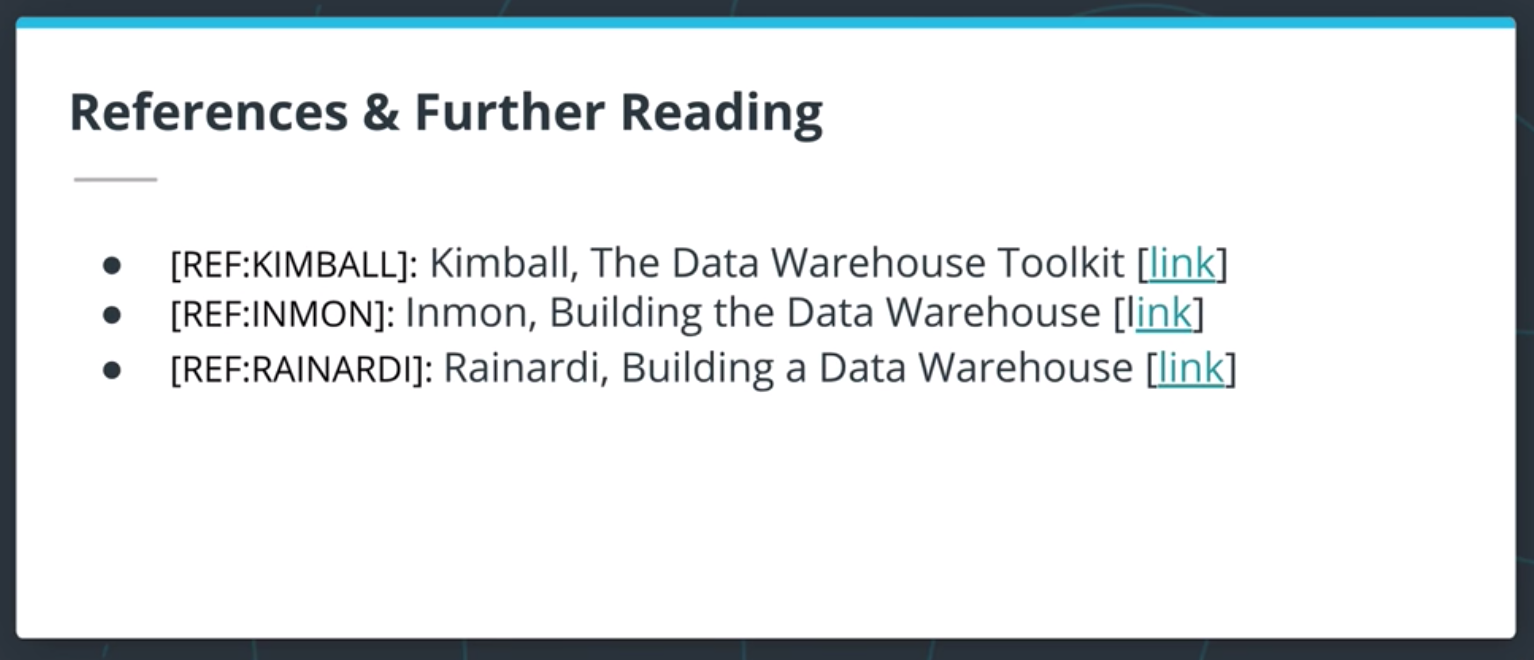 References & Further Reading
● [REF:KIMBALL]: Kimball, The Data Warehouse Toolkit [link]
● [REF:INMON]: Inmon, Building the Data Warehouse [link]
● [REF:RAINARDI]: Rainardi, Building a Data Warehouse [link]